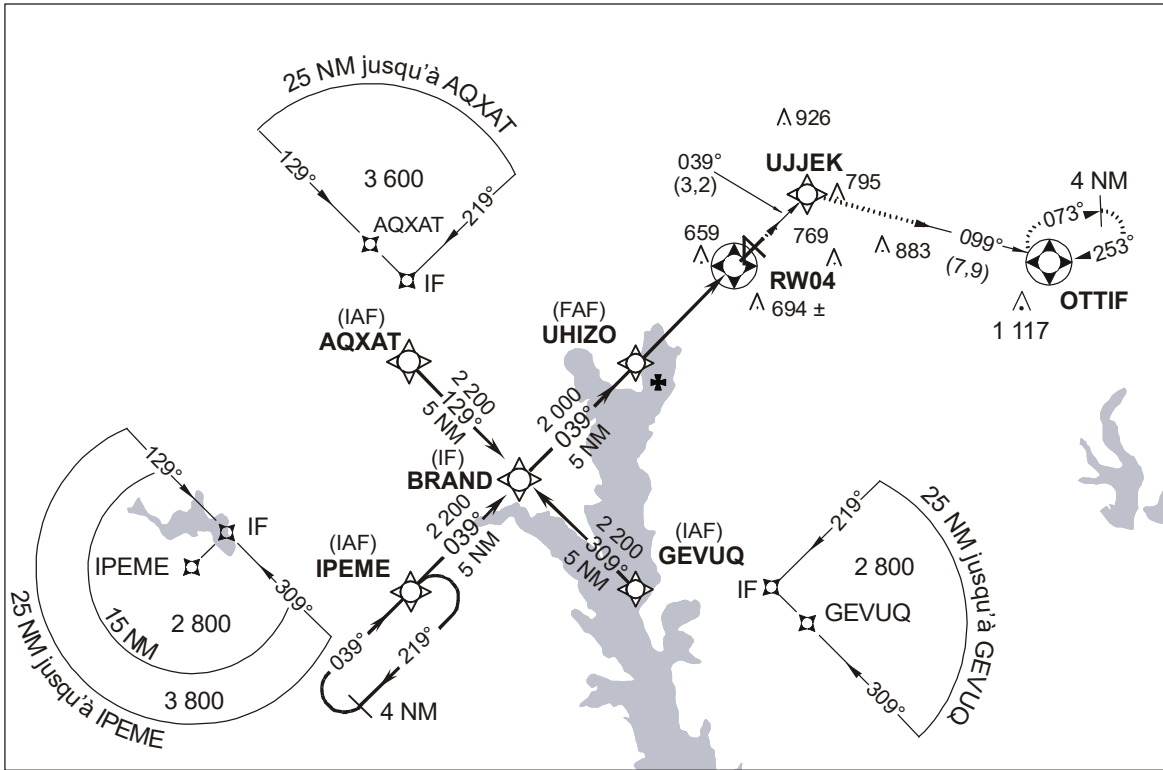 25 NM jusqu'à AQXAT
129°
3 600
219°
AQXAT
IF
926
UJJEK
795
039°
(3,2)
659
769
883
099°
(7,9)
4 NM
073°
253°
OTTIF
1 117
RW04
694 ±
(FAF)
UHIZO
(IAF)
AQXAT
2 200
129°
5 NM
2 000
039°
5 NM
(IF)
BRAND
2 200
039°
5 NM
2 200
309°
5 NM
(IAF)
GEVUQ
(IAF)
IPEME
039°
219°
4 NM
129°
IF
IPEME
309°
2 800
15 NM
3 800
25 NM jusqu'à IPEME
219°
2 800
IF
GEVUQ
309°
25 NM jusqu'à GEVUQ